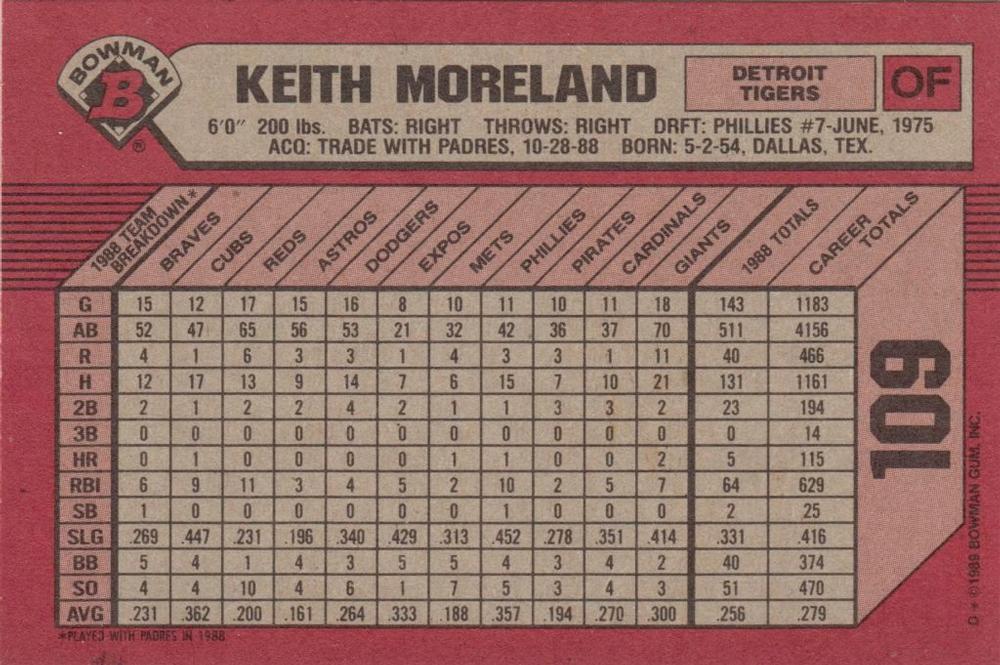 BOWMAN
B
®
KEITH MORELAND
DETROIT
TIGERS
OF
6'0" 200 lbs. BATS: RIGHT THROWS: RIGHT DRFT: PHILLIES #7-JUNE, 1975
ACQ: TRADE WITH PADRES, 10-28-88 BORN: 5-2-54, DALLAS, TEX.
1988 TEAM
BREAKDOWN*
BRAVES
CUBS
REDS
ASTROS
DODGERS
EXPOS
METS
PHILLIES
PIRATES
CARDINALS
GIANTS
1988 TOTALS
CAREER
TOTALS
G 15 12 17 15 16 8 10 11 10 11 18 143 1183
AB 52 47 65 56 53 21 32 42 36 37 70 511 4156
R 4 1 6 3 3 1 4 3 3 1 11 40 466
H 12 17 13 9 14 7 6 15 7 10 21 131 1161
2B 2 1 2 2 4 2 1 1 3 3 2 23 194
3B 0 0 0 0 0 0 0 0 0 0 0 0 14
HR 0 1 0 0 0 0 1 1 0 0 2 5 115
RBI 6 9 11 3 4 5 2 10 2 5 7 64 629
SB 1 0 0 0 0 0 0 1 0 0 0 2 25
SLG .269 .447 .231 .196 .340 .429 .313 .452 .278 .351 .414 .331 .416
BB 5 4 1 4 3 5 5 4 3 4 2 40 374
SO 4 4 10 4 6 1 7 5 3 4 3 51 470
AVG .231 .362 .200 .161 .264 .333 .188 .357 .194 .270 .300 .256 .279
*PLAYED WITH PADRES IN 1988
109
D* ©1989 BOWMAN GUM, INC.